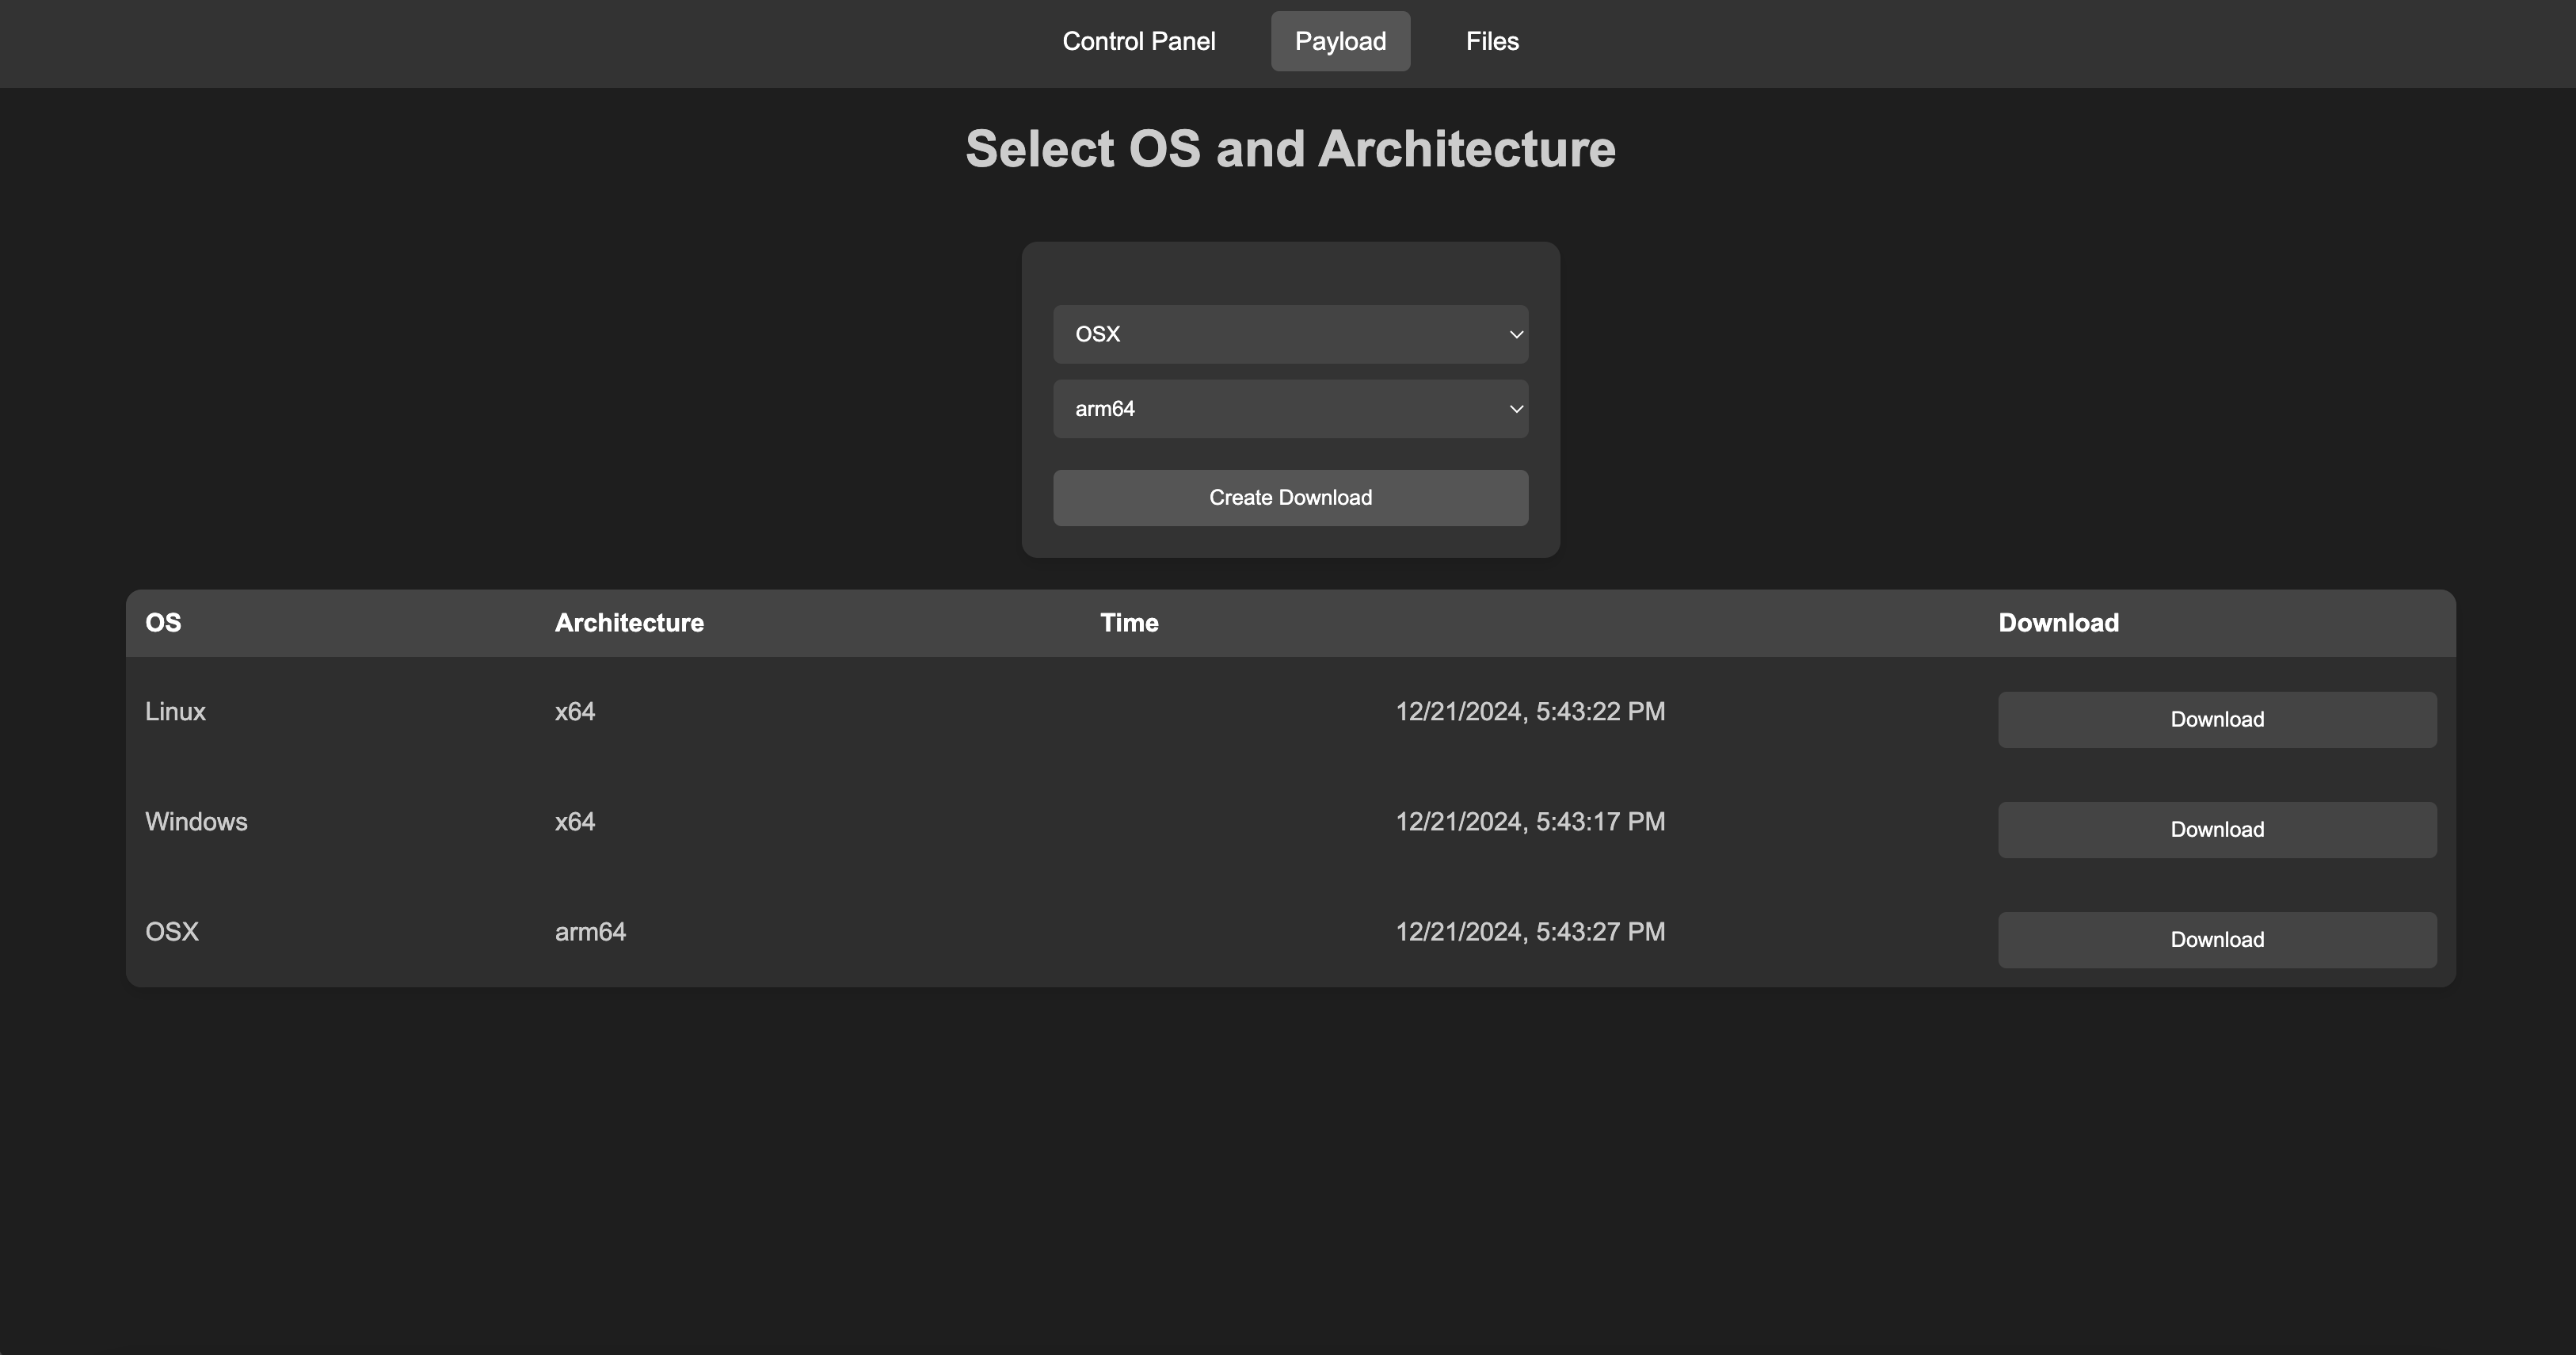 Control Panel Payload Files
Select OS and Architecture
OSX
arm64
Create Download
OS Architecture Time Download
Linux x64 12/21/2024, 5:43:22 PM Download
Windows x64 12/21/2024, 5:43:17 PM Download
OSX arm64 12/21/2024, 5:43:27 PM Download